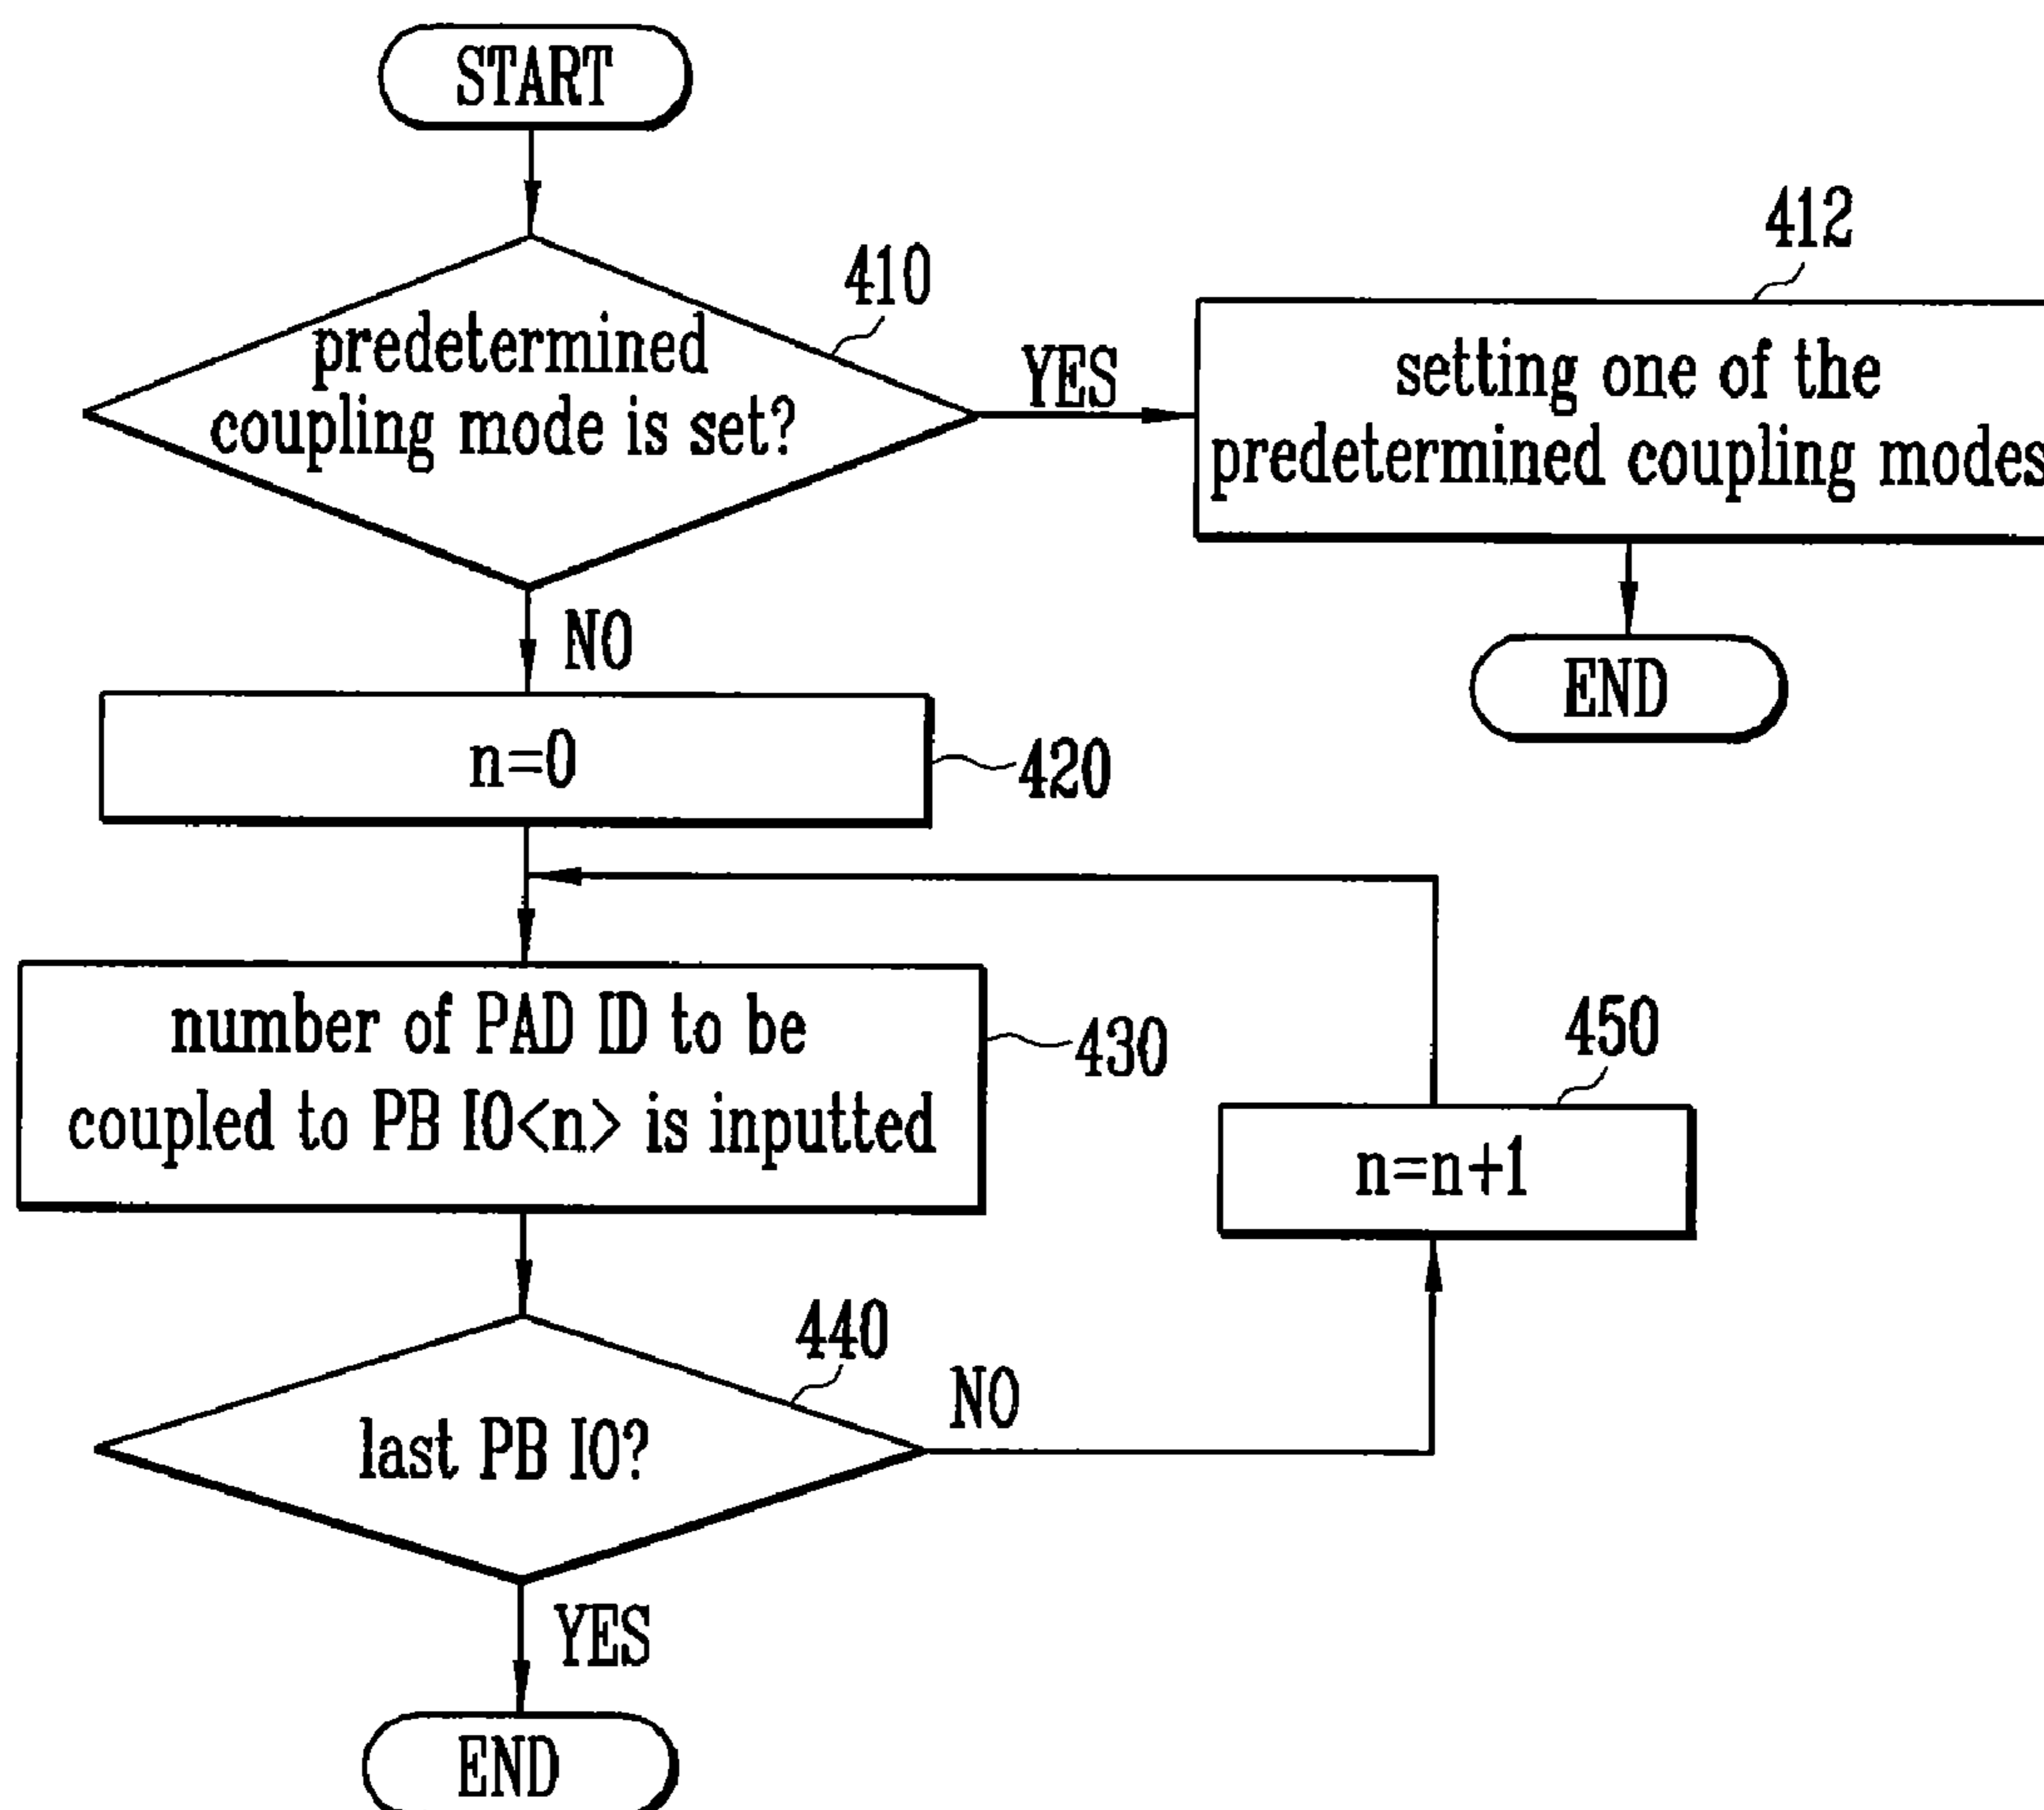 START
410
predetermined
coupling mode is set?
YES
412
setting one of the
predetermined coupling modes
END
NO
n=0
420
number of PAD ID to be
coupled to PB IO<n> is inputted
430
450
n=n+1
440
last PB IO?
NO
YES
END